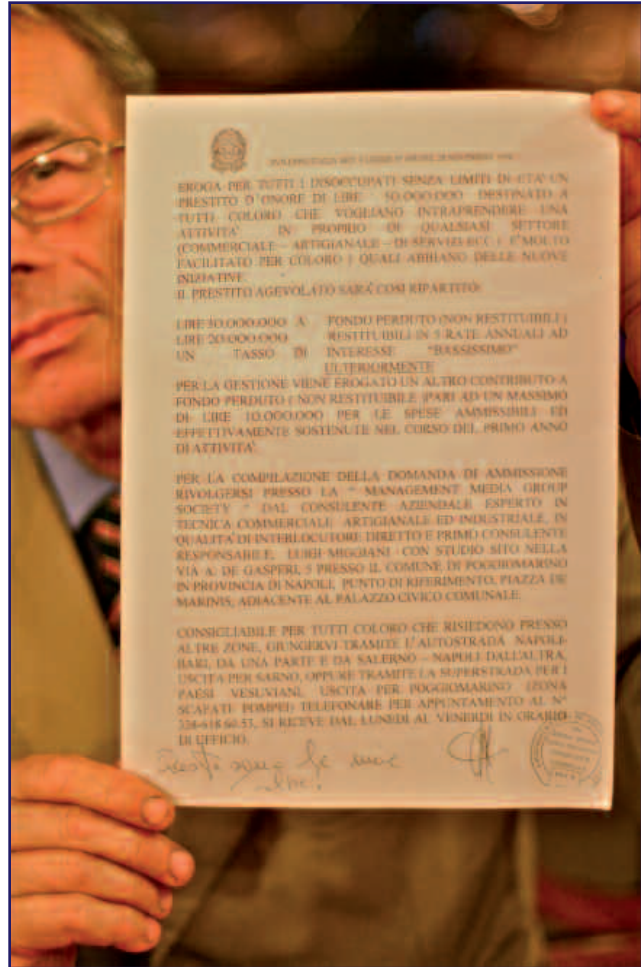 EROGA PER TUTTI I DISOCCUPATI SENZA LIMITI DI ETA' UN
PRESTITO D'ONORE DI LIRE 50.000.000 DESTINATO A
TUTTI COLORO CHE VOGLIANO INTRAPRENDERE UNA
ATTIVITA' IN PROPRIO DI QUALSIASI SETTORE
(COMMERCIALE – ARTIGIANALE – DI SERVIZI ECC.) E' MOLTO
FACILITATO PER COLORO I QUALI ABBIANO DELLE NUOVE
INIZIATIVE.
IL PRESTITO AGEVOLATO SARA' COSI RIPARTITO:
LIRE 30.000.000 A FONDO PERDUTO (NON RESTITUIBILI)
LIRE 20.000.000 RESTITUIBILI IN 5 RATE ANNUALI AD
UN TASSO DI INTERESSE "BASSISSIMO"
ULTERIORMENTE
PER LA GESTIONE VIENE EROGATO UN ALTRO CONTRIBUTO A
FONDO PERDUTO ( NON RESTITUIBILE )PARI AD UN MASSIMO
DI LIRE 10.000.000 PER LE SPESE AMMISSIBILI ED
EFFETTIVAMENTE SOSTENUTE NEL CORSO DEL PRIMO ANNO
DI ATTIVITA'.
PER LA COMPILAZIONE DELLA DOMANDA DI AMMISSIONE
RIVOLGERSI PRESSO LA " MANAGEMENT MEDIA GROUP
SOCIETY " DAL CONSULENTE AZIENDALE ESPERTO IN
TECNICA COMMERCIALE ARTIGIANALE ED INDUSTRIALE, IN
QUALITA' DI INTERLOCUTORE DIRETTO E PRIMO CONSULENTE
RESPONSABILE, LUIGI MIGGIANI CON STUDIO SITO NELLA
VIA A. DE GASPERI, 5 PRESSO IL COMUNE DI POGGIOMARINO
IN PROVINCIA DI NAPOLI, PUNTO DI RIFERIMENTO, PIAZZA DE
MARINIS, ADIACENTE AL PALAZZO CIVICO COMUNALE.
CONSIGLIABILE PER TUTTI COLORO CHE RISIEDONO PRESSO
ALTRE ZONE, GIUNGERVI TRAMITE L'AUTOSTRADA NAPOLI-
BARI, DA UNA PARTE E DA SALERNO – NAPOLI DALL'ALTRA,
USCITA PER SARNO, OPPURE TRAMITE LA SUPERSTRADA PER I
PAESI VESUVIANI, USCITA PER POGGIOMARINO (ZONA
SCAFATI POMPEI) TELEFONARE PER APPUNTAMENTO AL N°
SI RICEVE DAL LUNEDI AL VENERDI IN ORARIO
DI UFFICIO.